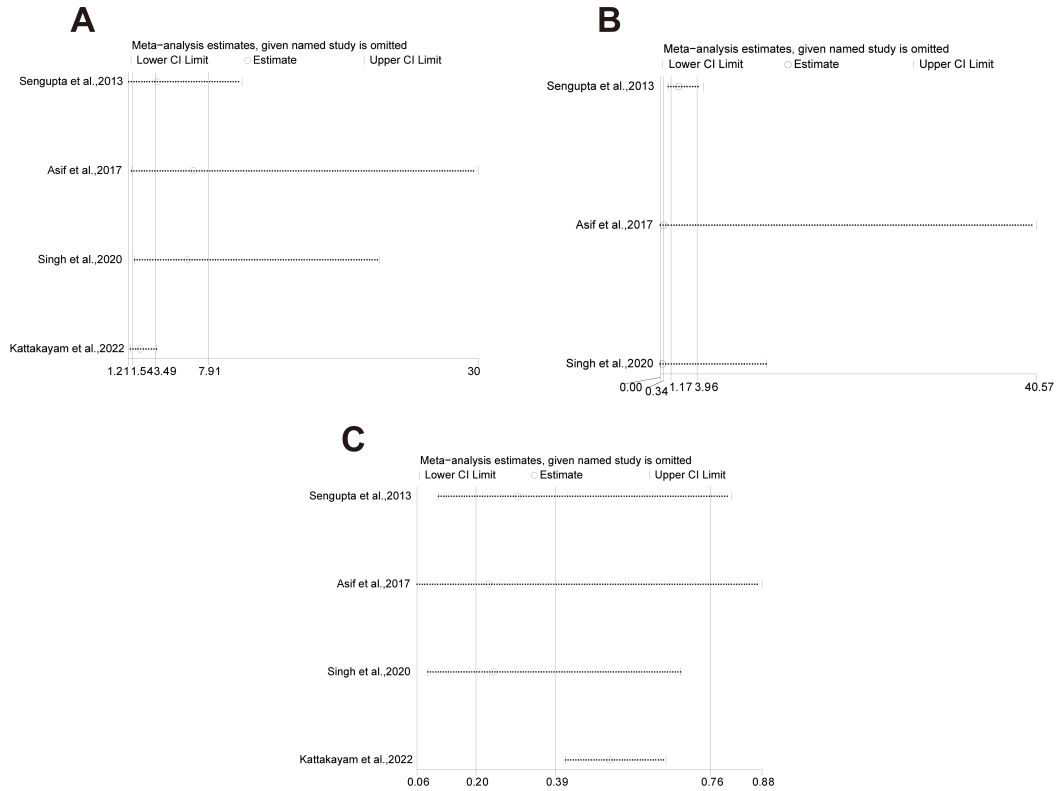 A
Meta−analysis estimates, given named study is omitted
Lower CI Limit Estimate Upper CI Limit
Sengupta et al.,2013
Asif et al.,2017
Singh et al.,2020
Kattakayam et al.,2022
1.21 1.54 3.49 7.91 30
B
Meta−analysis estimates, given named study is omitted
Lower CI Limit Estimate Upper CI Limit
Sengupta et al.,2013
Asif et al.,2017
Singh et al.,2020
0.00 0.34 1.17 3.96 40.57
C
Meta−analysis estimates, given named study is omitted
Lower CI Limit Estimate Upper CI Limit
Sengupta et al.,2013
Asif et al.,2017
Singh et al.,2020
Kattakayam et al.,2022
0.06 0.20 0.39 0.76 0.88